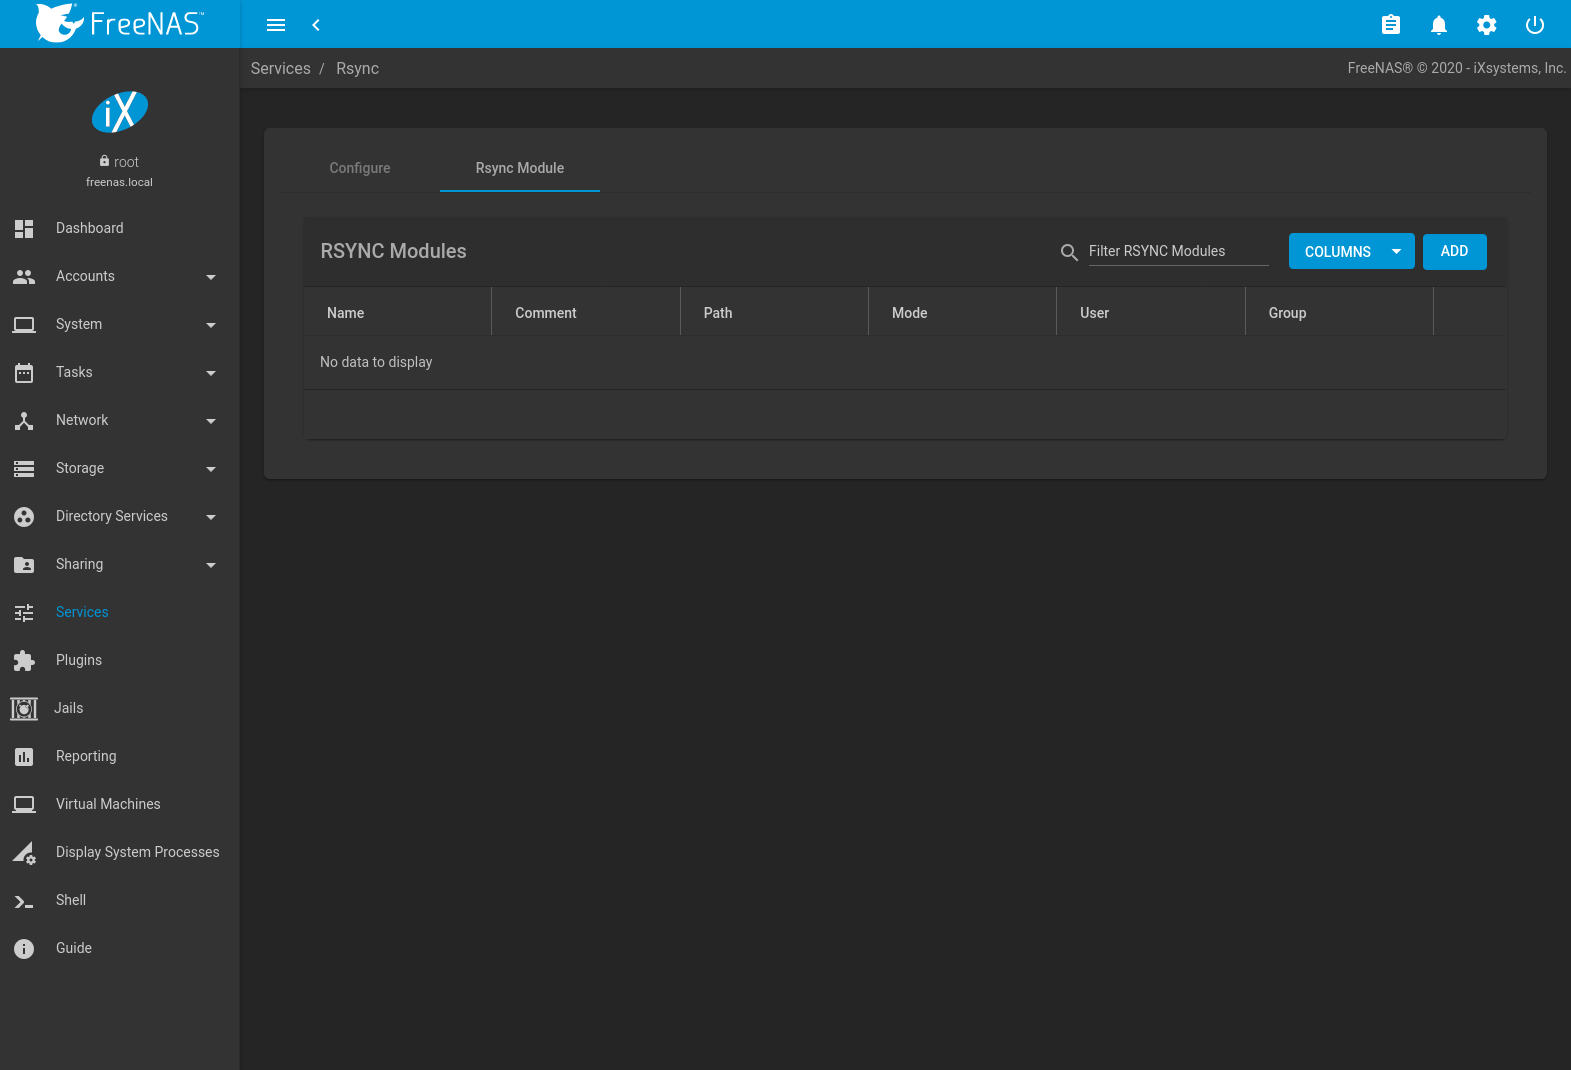 FreeNAS™
Services / Rsync
FreeNAS® © 2020 - iXsystems, Inc.
iX
root
freenas.local
Dashboard
Accounts
System
Tasks
Network
Storage
Directory Services
Sharing
Services
Plugins
Jails
Reporting
Virtual Machines
Display System Processes
Shell
Guide
Configure
Rsync Module
RSYNC Modules
Filter RSYNC Modules
COLUMNS
ADD
Name Comment Path Mode User Group
No data to display